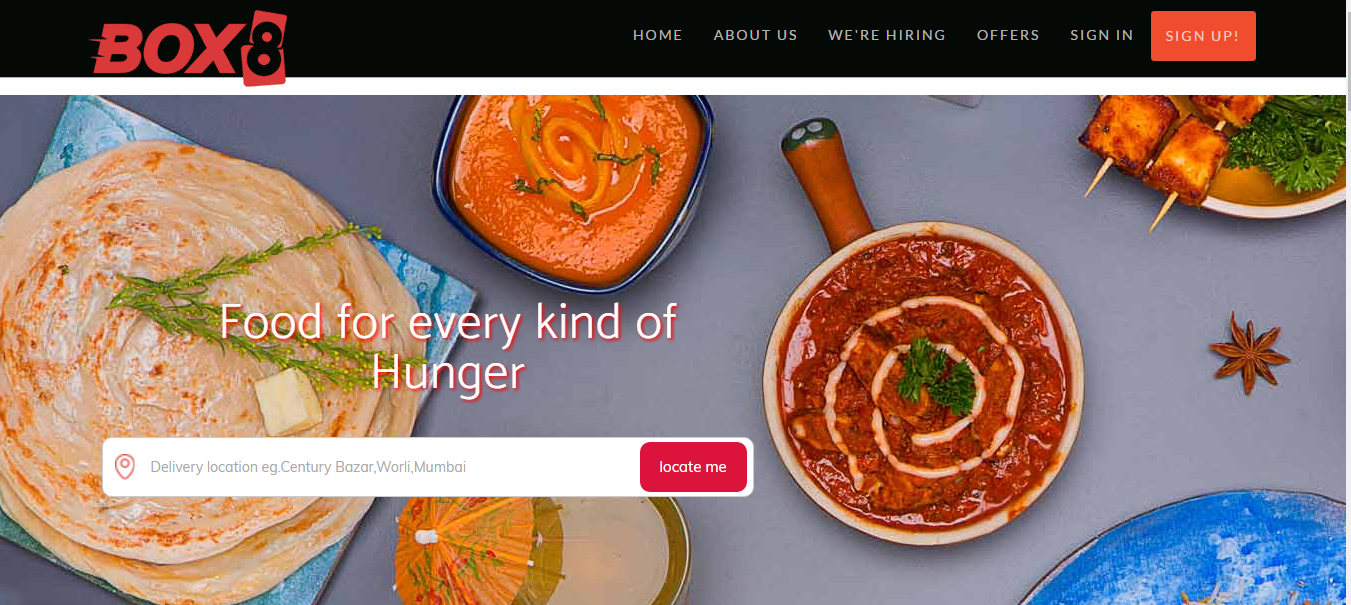 BOX8
HOME ABOUT US WE'RE HIRING OFFERS SIGN IN SIGN UP!
Food for every kind of
Hunger
Delivery location eg.Century Bazar,Worli,Mumbai
locate me